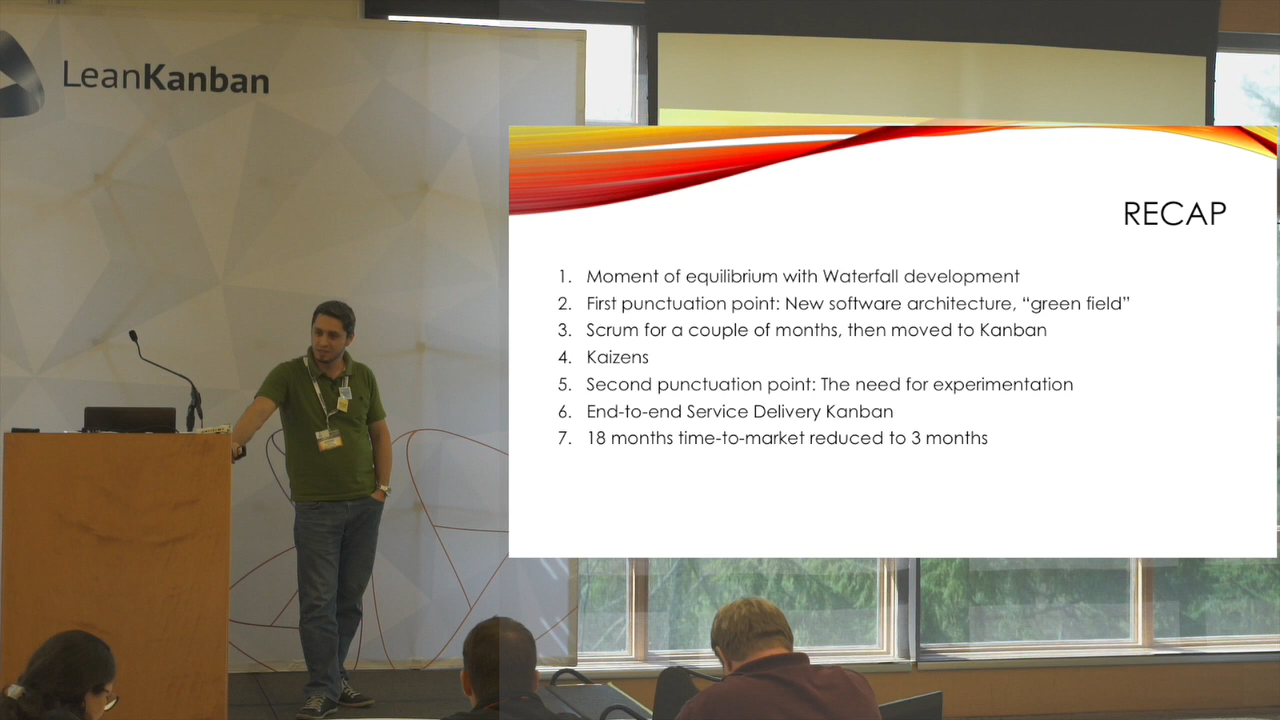 LeanKanban
RECAP
1. Moment of equilibrium with Waterfall development
2. First punctuation point: New software architecture, “green field”
3. Scrum for a couple of months, then moved to Kanban
4. Kaizens
5. Second punctuation point: The need for experimentation
6. End-to-end Service Delivery Kanban
7. 18 months time-to-market reduced to 3 months